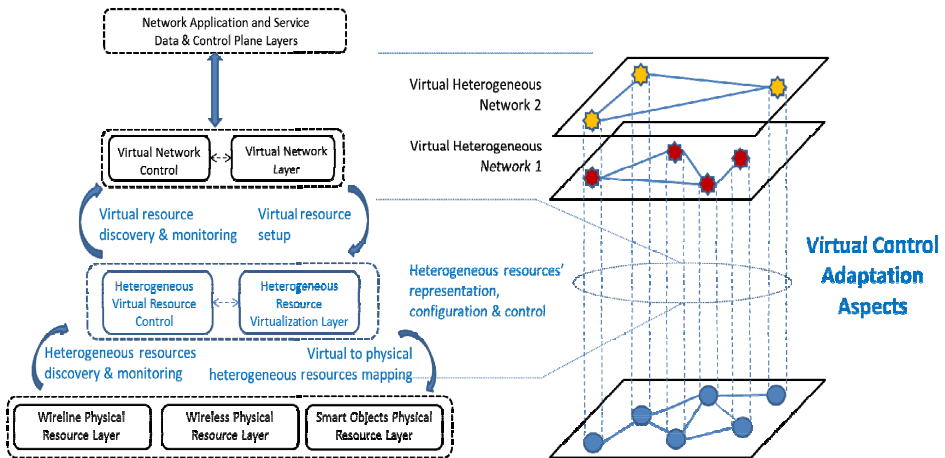 Network Application and Service
Data & Control Plane Layers
Virtual Heterogeneous
Network 2
Virtual Network
Control
Virtual Network
Layer
Virtual Heterogeneous
Network 1
Virtual resource
discovery & monitoring
Virtual resource
setup
Heterogeneous
Virtual Resource
Control
Heterogeneous
Resource
Virtualization Layer
Heterogeneous resources'
representation,
configuration & control
Virtual Control
Adaptation
Aspects
Heterogeneous resources
discovery & monitoring
Virtual to physical
heterogeneous resources mapping
Wireline Physical
Resource Layer
Wireless Physical
Resource Layer
Smart Objects Physical
Resource Layer